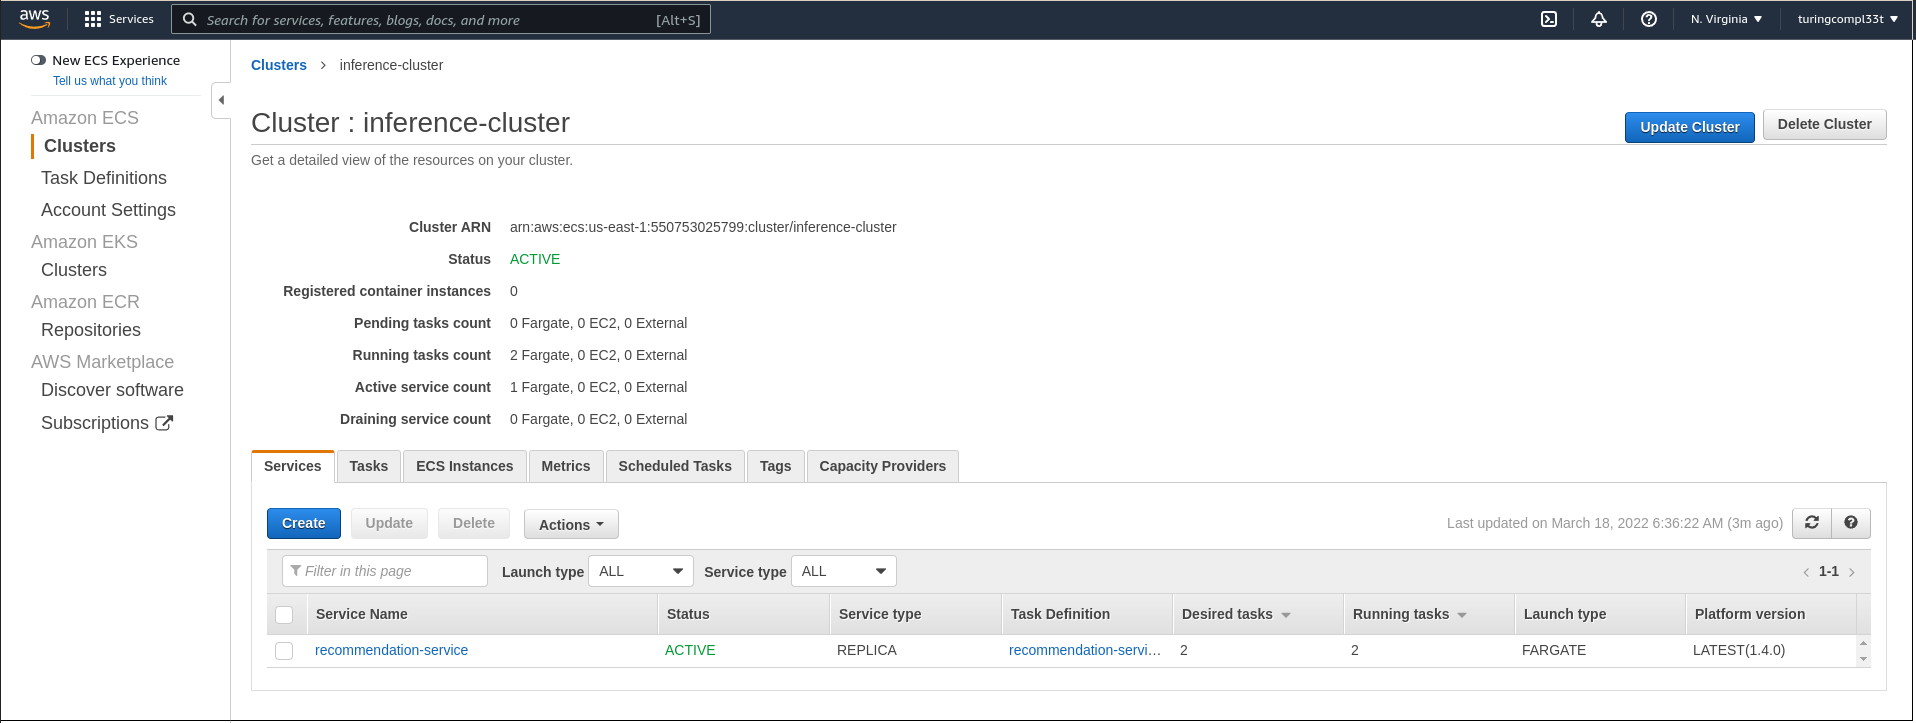 aws Services Search for services, features, blogs, docs, and more [Alt+S] N. Virginia turingcompl33t
New ECS Experience
Tell us what you think
Amazon ECS
Clusters
Task Definitions
Account Settings
Amazon EKS
Clusters
Amazon ECR
Repositories
AWS Marketplace
Discover software
Subscriptions
Clusters > inference-cluster
Cluster : inference-cluster
Update Cluster Delete Cluster
Get a detailed view of the resources on your cluster.
Cluster ARN arn:aws:ecs:us-east-1:550753025799:cluster/inference-cluster
Status ACTIVE
Registered container instances 0
Pending tasks count 0 Fargate, 0 EC2, 0 External
Running tasks count 2 Fargate, 0 EC2, 0 External
Active service count 1 Fargate, 0 EC2, 0 External
Draining service count 0 Fargate, 0 EC2, 0 External
Services Tasks ECS Instances Metrics Scheduled Tasks Tags Capacity Providers
Create Update Delete Actions Last updated on March 18, 2022 6:36:22 AM (3m ago)
Filter in this page Launch type ALL Service type ALL < 1-1 >
Service Name Status Service type Task Definition Desired tasks Running tasks Launch type Platform version
recommendation-service ACTIVE REPLICA recommendation-servi... 2 2 FARGATE LATEST(1.4.0)